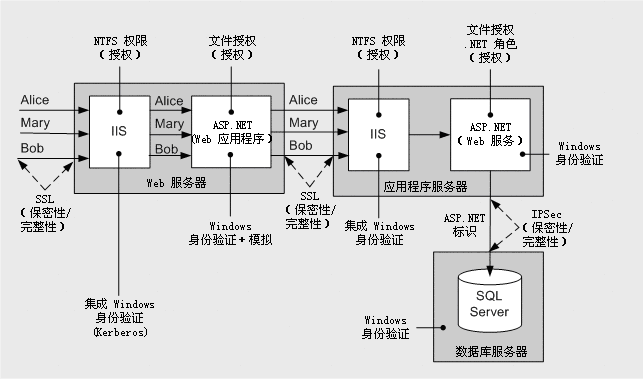 NTFS 权限
(授权)
文件授权
(授权)
NTFS 权限
(授权)
文件授权
.NET 角色
(授权)
Alice
Mary
Bob
IIS
Alice
Mary
Bob
ASP.NET
(Web 应用程序)
Alice
Mary
Bob
IIS
ASP.NET
(Web 服务)
Windows
身份验证
Web 服务器
应用程序服务器
SSL
(保密性/
完整性)
SSL
(保密性/
完整性)
Windows
身份验证+模拟
集成 Windows
身份验证
ASP.NET
标识
IPSec
(保密性/
完整性)
集成 Windows
身份验证
(Kerberos)
SQL
Server
Windows
身份验证
数据库服务器